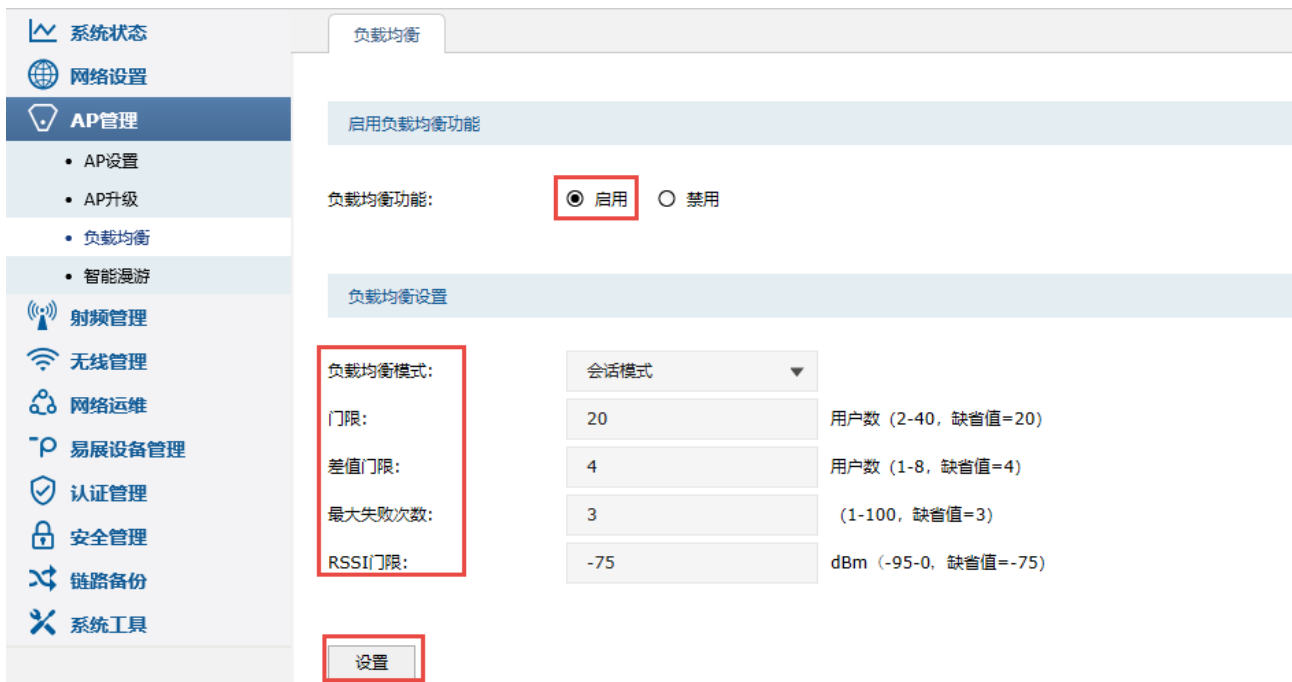 系统状态
网络设置
AP管理
• AP设置
• AP升级
• 负载均衡
• 智能漫游
射频管理
无线管理
网络运维
易展设备管理
认证管理
安全管理
链路备份
系统工具
负载均衡
启用负载均衡功能
负载均衡功能: 启用 禁用
负载均衡设置
负载均衡模式: 会话模式
门限: 20 用户数 (2-40, 缺省值=20)
差值门限: 4 用户数 (1-8, 缺省值=4)
最大失败次数: 3 (1-100, 缺省值=3)
RSSI门限: -75 dBm（-95-0, 缺省值=-75)
设置